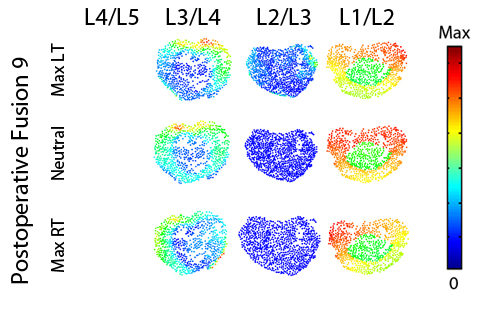 L4/L5 L3/L4 L2/L3 L1/L2
Max
Postoperative Fusion 9
Max LT
Neutral
Max RT
0